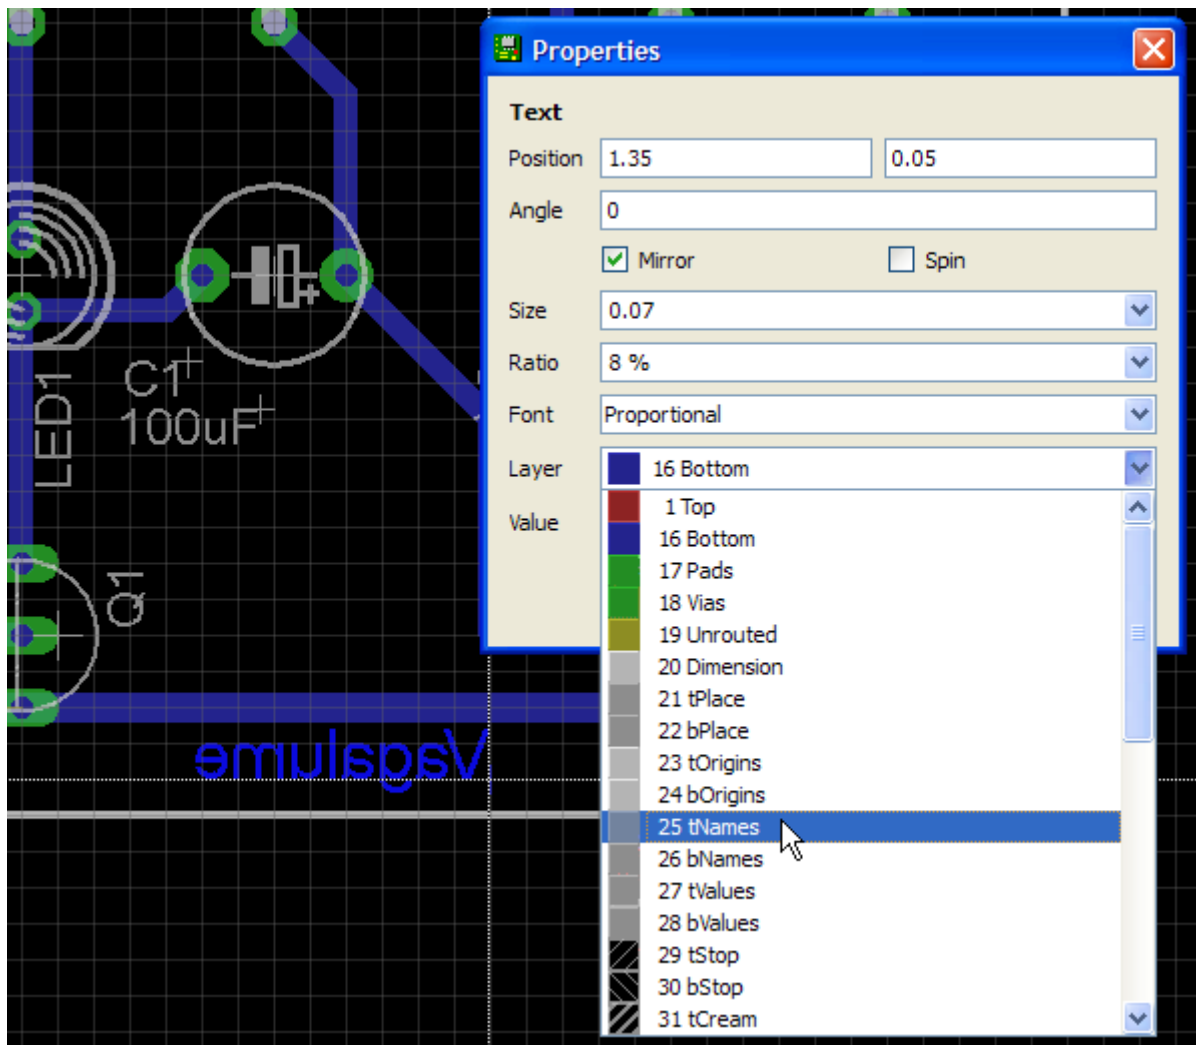 Properties
Text
Position 1.35 0.05
Angle 0
Mirror Spin
Size 0.07
Ratio 8 %
Font Proportional
Layer 16 Bottom
Value
1 Top
16 Bottom
17 Pads
18 Vias
19 Unrouted
20 Dimension
21 tPlace
22 bPlace
23 tOrigins
24 bOrigins
25 tNames
26 bNames
27 tValues
28 bValues
29 tStop
30 bStop
31 tCream
LED1
C1
100uF
Q1
Vagalume